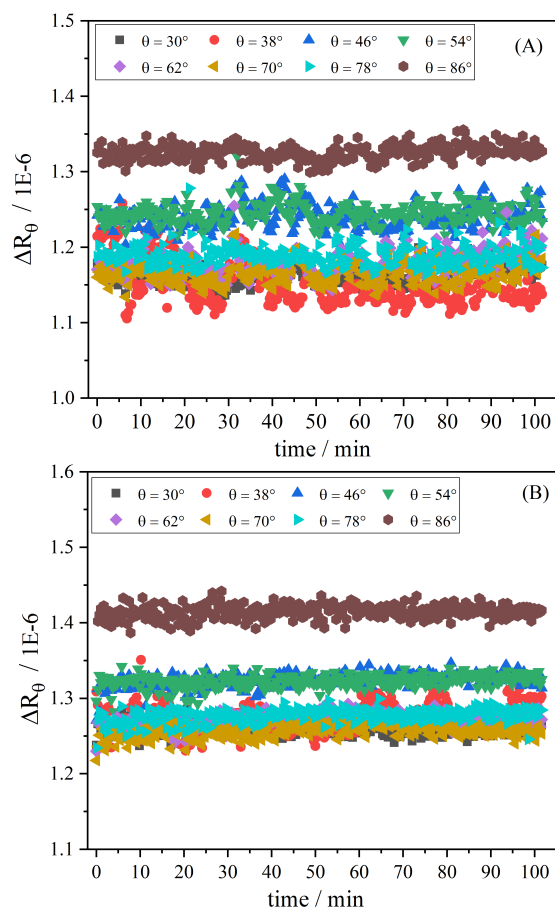 1.5
(A)
θ = 30° θ = 38° θ = 46° θ = 54°
θ = 62° θ = 70° θ = 78° θ = 86°
1.4
1.3
1.2
1.1
1.0
ΔRθ / 1E-6
0 10 20 30 40 50 60 70 80 90 100
time / min
1.6
(B)
θ = 30° θ = 38° θ = 46° θ = 54°
θ = 62° θ = 70° θ = 78° θ = 86°
1.5
1.4
1.3
1.2
1.1
ΔRθ / 1E-6
0 10 20 30 40 50 60 70 80 90 100
time / min